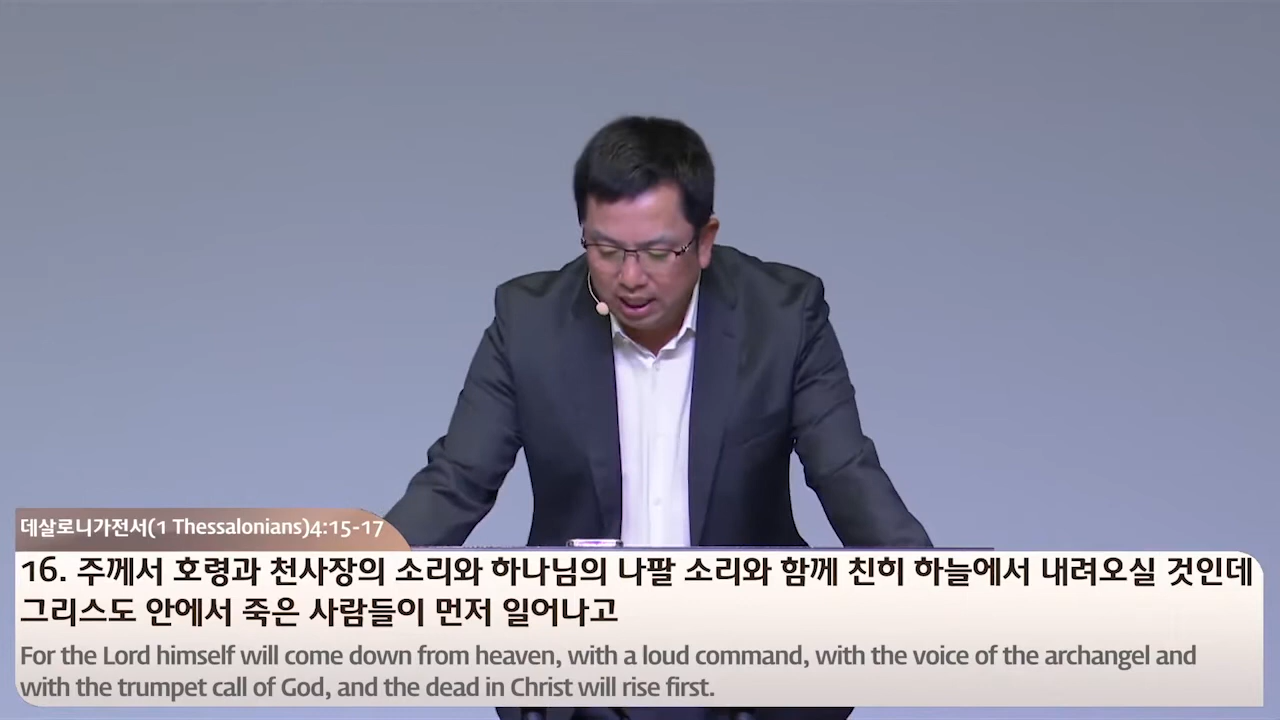 데살로니가전서(1 Thessalonians)4:15-17
16. 주께서 호령과 천사장의 소리와 하나님의 나팔 소리와 함께 친히 하늘에서 내려오실 것인데
그리스도 안에서 죽은 사람들이 먼저 일어나고
For the Lord himself will come down from heaven, with a loud command, with the voice of the archangel and
with the trumpet call of God, and the dead in Christ will rise first.